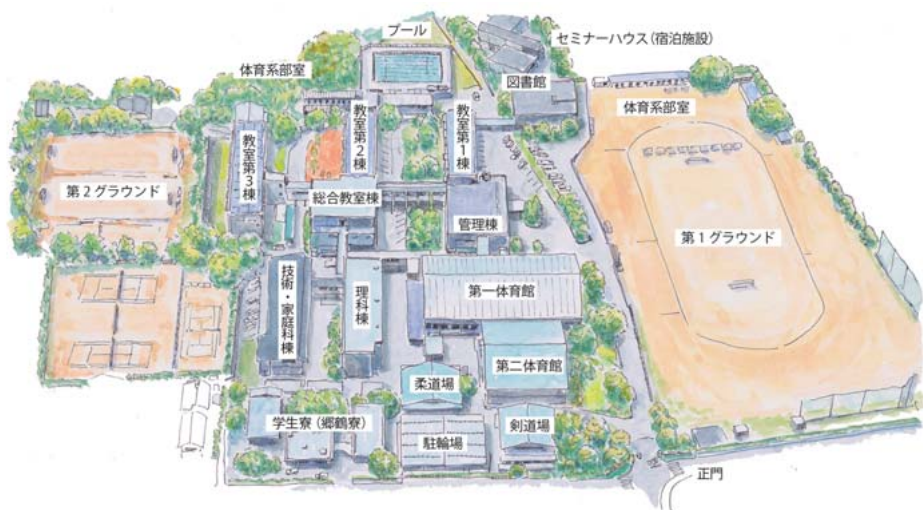 プール
セミナーハウス（宿泊施設）
体育系部室
図書館
体育系部室
教室第1棟
教室第2棟
教室第3棟
第2グラウンド
総合教室棟
管理棟
第1グラウンド
技術・家庭科棟
理科棟
第一体育館
第二体育館
柔道場
学生寮（郷鶴寮）
駐輪場
剣道場
正門